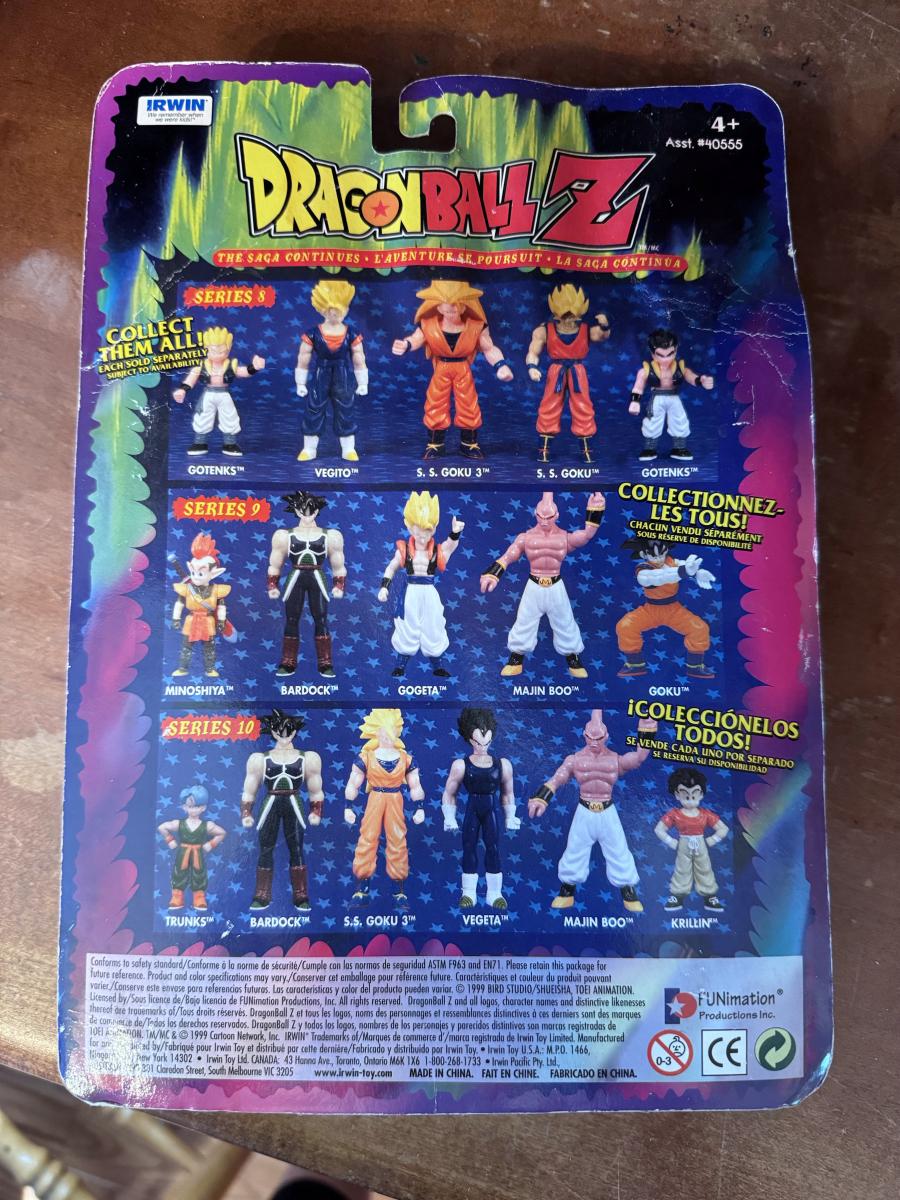 IRWIN
We remember when
we were kids!™
4+
Asst. #40555
DRAGONBALL Z
TM/MC
THE SAGA CONTINUES • L'AVENTURE SE POURSUIT • LA SAGA CONTINÚA
SERIES 8
COLLECT
THEM ALL!
EACH SOLD SEPARATELY
SUBJECT TO AVAILABILITY
GOTENKS™ VEGITO™ S. S. GOKU 3™ S. S. GOKU™ GOTENKS™
SERIES 9
COLLECTIONNEZ-
LES TOUS!
CHACUN VENDU SÉPARÉMENT
SOUS RÉSERVE DE DISPONIBILITÉ
MINOSHIYA™ BARDOCK™ GOGETA™ MAJIN BOO™ GOKU™
SERIES 10
¡COLECCIÓNELOS
TODOS!
SE VENDE CADA UNO POR SEPARADO
SE RESERVA SU DISPONIBILIDAD
TRUNKS™ BARDOCK™ S.S. GOKU 3™ VEGETA™ MAJIN BOO™ KRILLIN™
Conforms to safety standard/Conforme à la norme de sécurité/Cumple con las normas de seguridad ASTM F963 and EN71. Please retain this package for
future reference. Product and color specifications may vary./Conserver cet emballage pour référence future. Caractéristiques et couleur du produit pouvant
varier./Conserve este envase para referencias futuras. Las características y color del producto pueden variar. © 1999 BIRD STUDIO/SHUEISHA, TOEI ANIMATION.
Licensed by/Sous licence de/Bajo licencia de FUNimation Productions, Inc. All rights reserved. DragonBall Z and all logos, character names and distinctive likenesses
thereof are trademarks of/Tous droits réservés. DragonBall Z et tous les logos, noms des personnages et ressemblances distinctives à ces derniers sont des marques
de commerce de/Todos los derechos reservados. DragonBall Z y todos los logos, nombres de los personajes y parecidos distintivos son marcas registradas de
TOEI ANIMATION. TM/MC & © 1999 Cartoon Network, Inc. IRWIN™ Trademarks of/Marques de commerce d'/marca registrada de Irwin Toy Limited. Manufactured
for and by/Fabriqué pour Irwin Toy et distribué par cette dernière/Fabricado y distribuido por Irwin Toy. • Irwin Toy U.S.A.: M.P.O. 1466,
New York 14302 • Irwin Toy Ltd. CANADA: 43 Hanna Ave., Toronto, Ontario M6K 1X6 1-800-268-1733 • Irwin Pacific Pty. Ltd.,
301 Claredon Street, South Melbourne VIC 3205 www.irwin-toy.com MADE IN CHINA. FAIT EN CHINE. FABRICADO EN CHINA.
FUNimation®
Productions Inc.
0-3
CE